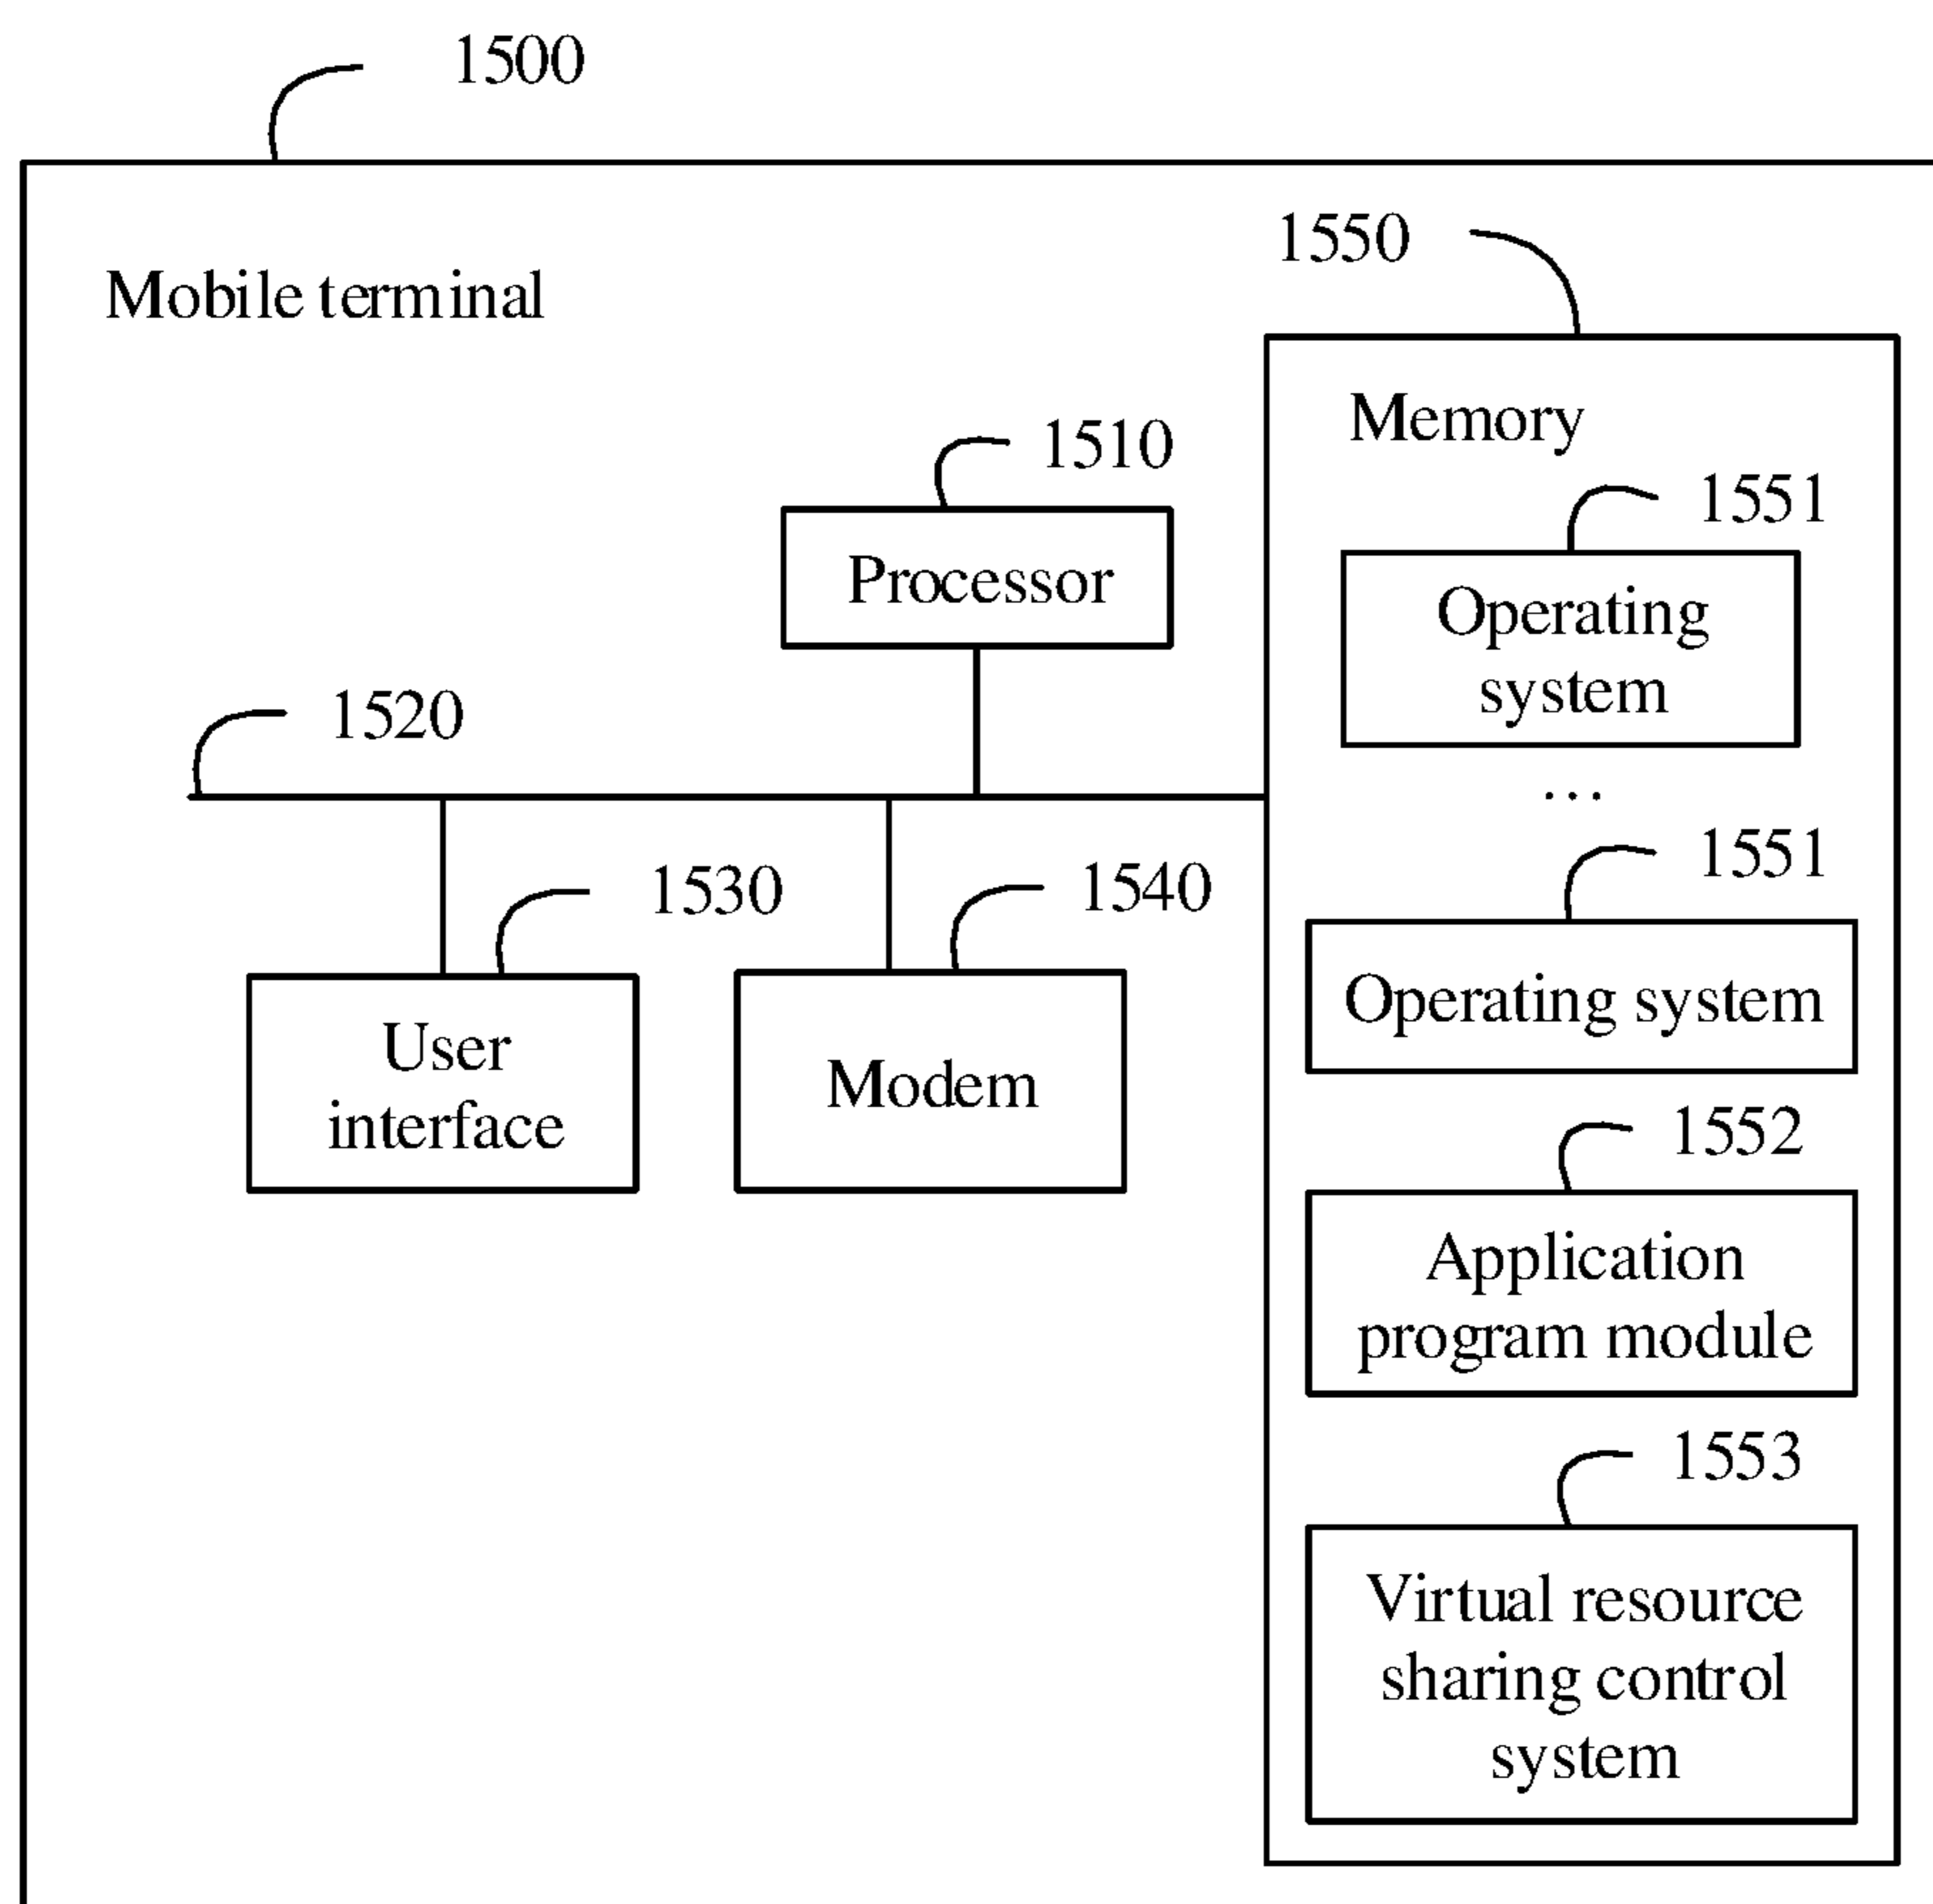 1500
1550
Mobile terminal
Memory
1510
1551
Processor
Operating
system
1520
...
1551
1530
1540
Operating system
User
interface
Modem
1552
Application
program module
1553
Virtual resource
sharing control
system